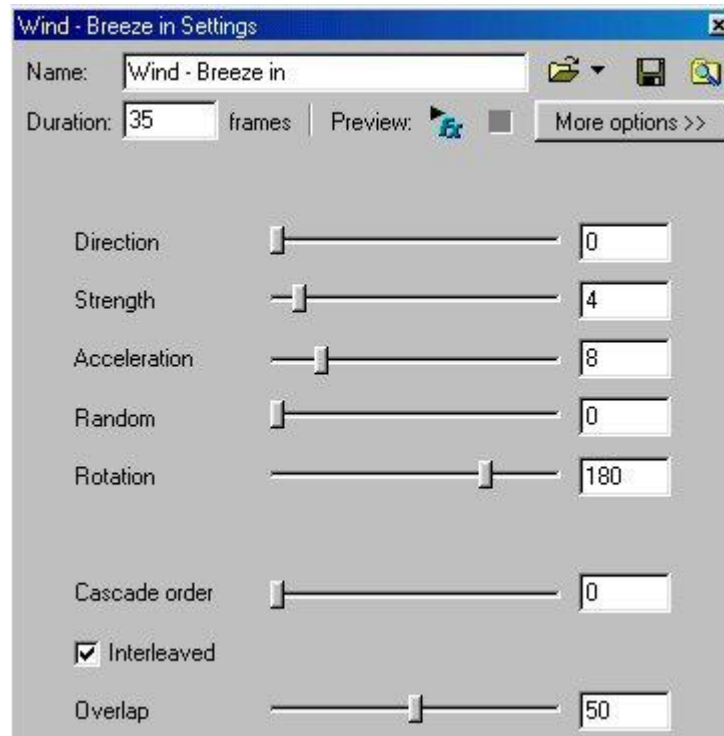 Wind - Breeze in Settings
Name: Wind - Breeze in
Duration: 35 frames Preview: fx More options >>
Direction 0
Strength 4
Acceleration 8
Random 0
Rotation 180
Cascade order 0
Interleaved
Overlap 50